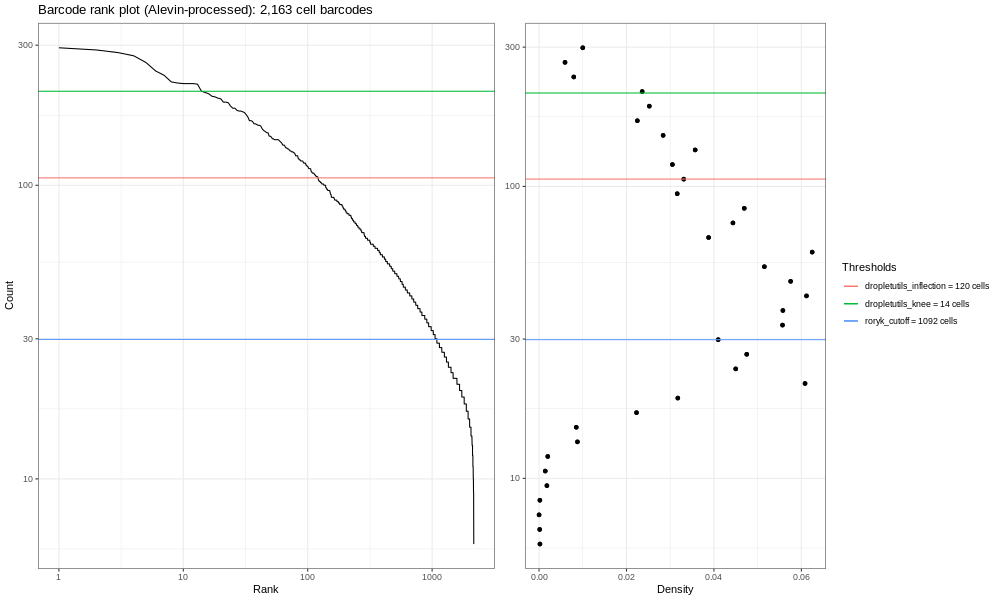 Barcode rank plot (Alevin-processed): 2,163 cell barcodes
Count
300
100
30
10
1
10
100
1000
Rank
300
100
30
10
0.00
0.02
0.04
0.06
Density
Thresholds
dropletutils_inflection = 120 cells
dropletutils_knee = 14 cells
roryk_cutoff = 1092 cells